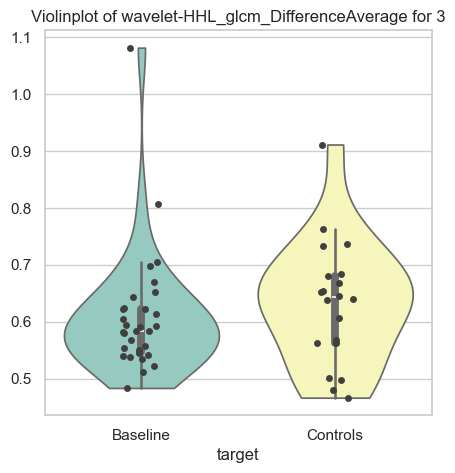 Violinplot of wavelet-HHL_glcm_DifferenceAverage for 3
1.1
1.0
0.9
0.8
0.7
0.6
0.5
Baseline Controls
target